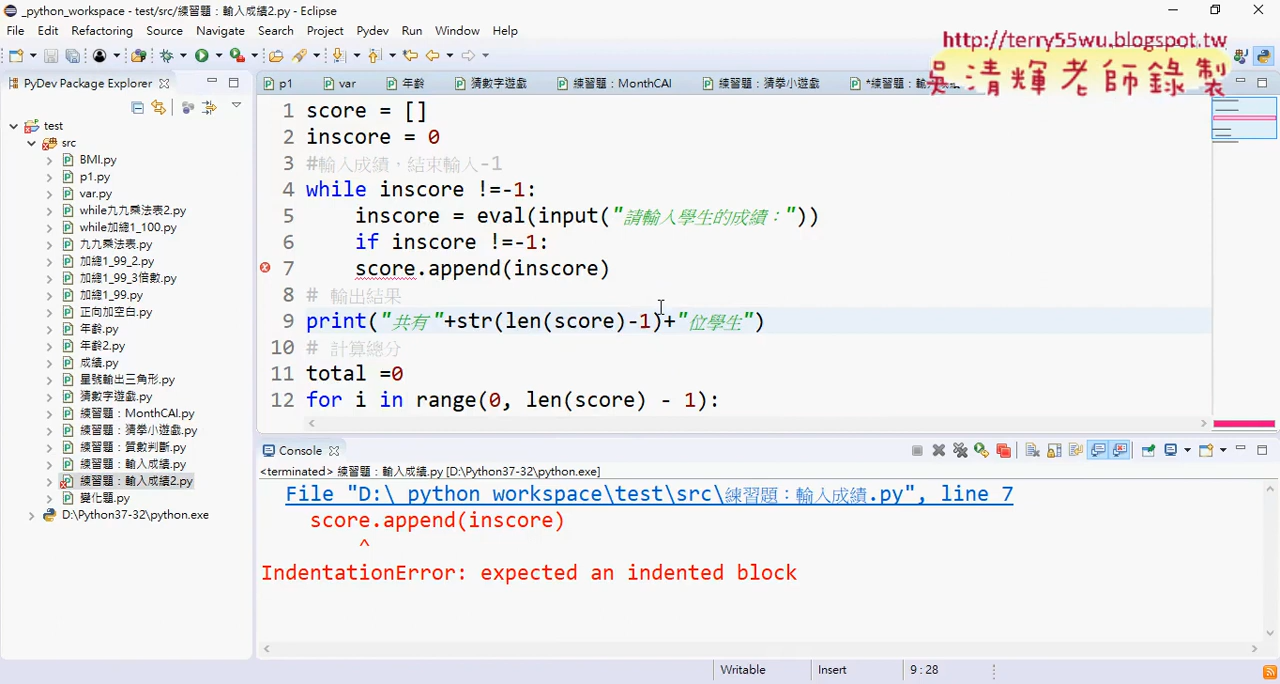 _python_workspace - test/src/練習題：輸入成績2.py - Eclipse
File Edit Refactoring Source Navigate Search Project Pydev Run Window Help
http://terry55wu.blogspot.tw
吳清輝老師錄製
PyDev Package Explorer
p1 var 年齡 猜數字遊戲 練習題：MonthCAI 練習題：猜拳小遊戲
test
src
BMI.py
p1.py
var.py
while九九乘法表2.py
while加總1_100.py
九九乘法表.py
加總1_99_2.py
加總1_99_3倍數.py
加總1_99.py
正向加空白.py
年齡.py
年齡2.py
成績.py
星號輸出三角形.py
猜數字遊戲.py
練習題：MonthCAI.py
練習題：猜拳小遊戲.py
練習題：質數判斷.py
練習題：輸入成績.py
練習題：輸入成績2.py
變化題.py
D:\Python37-32\python.exe
1 score = []
2 inscore = 0
3 #輸入成績，結束輸入-1
4 while inscore !=-1:
5 inscore = eval(input("請輸入學生的成績："))
6 if inscore !=-1:
7 score.append(inscore)
8 # 輸出結果
9 print("共有"+str(len(score)-1)+"位學生")
10 # 計算總分
11 total =0
12 for i in range(0, len(score) - 1):
Console
<terminated> 練習題：輸入成績.py [D:\Python37-32\python.exe]
File "D:\_python_workspace\test\src\練習題：輸入成績.py", line 7
score.append(inscore)
^
IndentationError: expected an indented block
Writable Insert 9 : 28